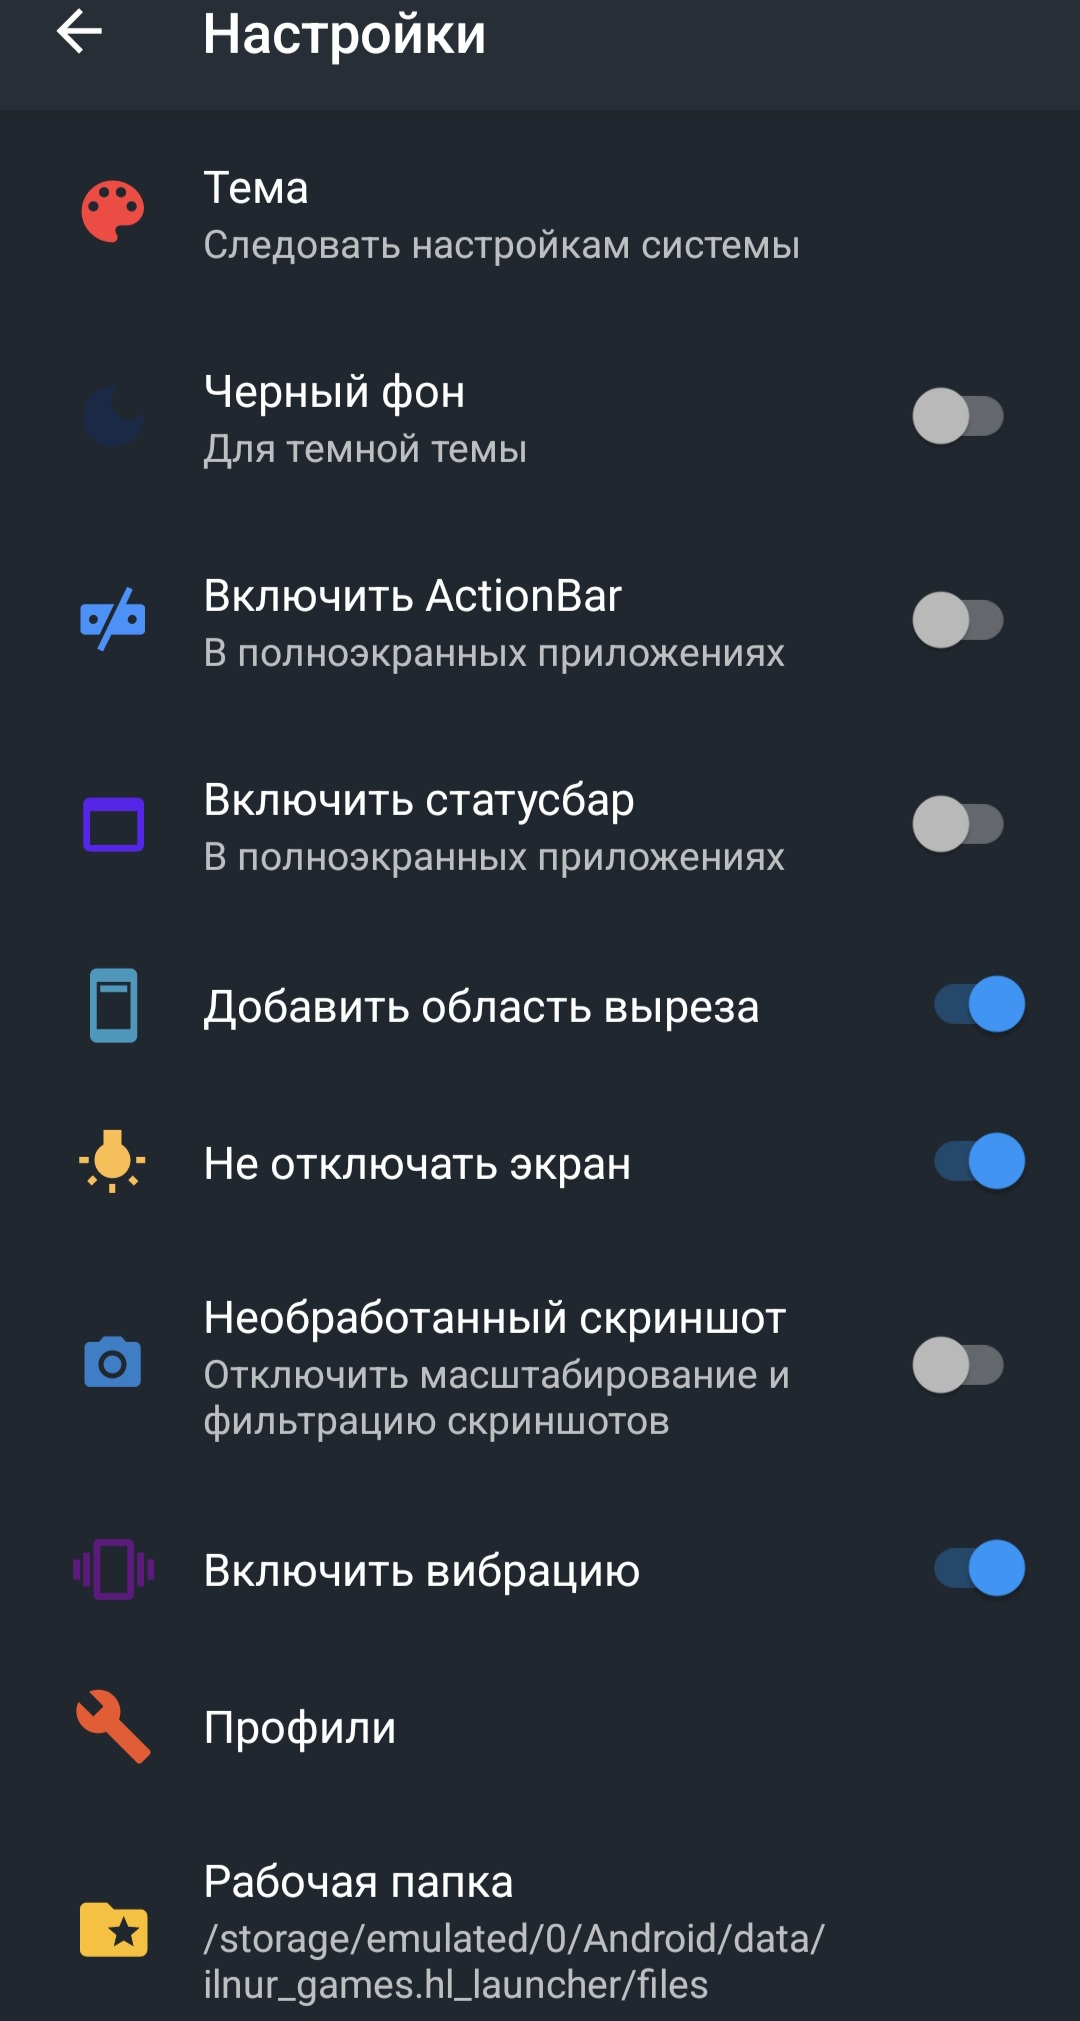 Настройки
Тема
Следовать настройкам системы
Черный фон
Для темной темы
Включить ActionBar
В полноэкранных приложениях
Включить статусбар
В полноэкранных приложениях
Добавить область выреза
Не отключать экран
Необработанный скриншот
Отключить масштабирование и
фильтрацию скриншотов
Включить вибрацию
Профили
Рабочая папка
/storage/emulated/0/Android/data/
ilnur_games.hl_launcher/files